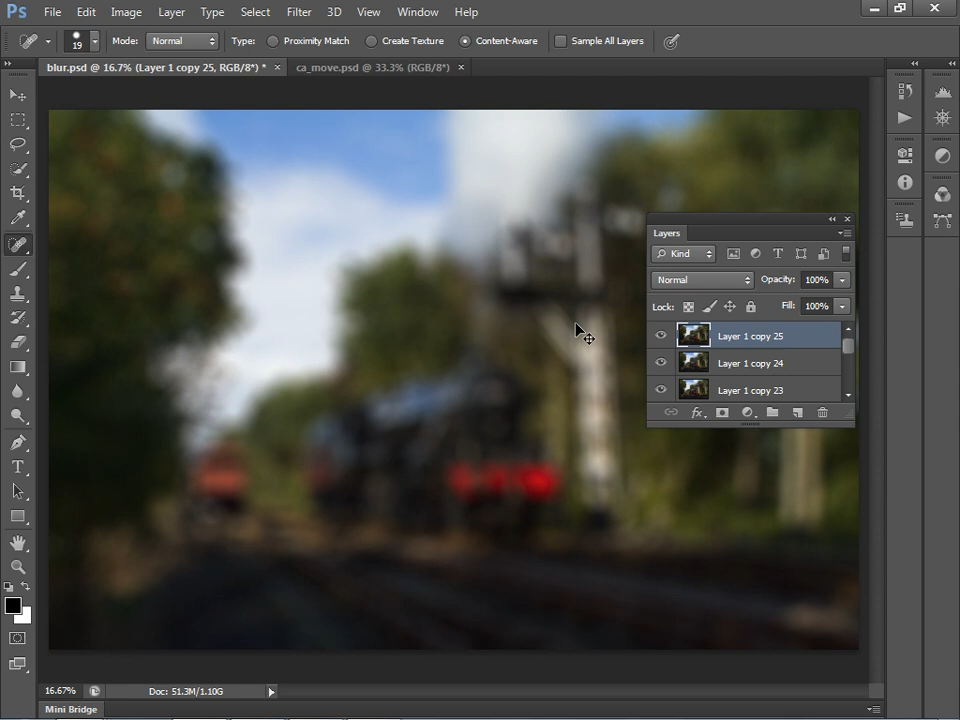 Ps File Edit Image Layer Type Select Filter 3D View Window Help
19 Mode: Normal Type: Proximity Match Create Texture Content-Aware Sample All Layers
blur.psd @ 16.7% (Layer 1 copy 25, RGB/8*) * × ca_move.psd @ 33.3% (RGB/8*) ×
Layers
Kind T
Normal Opacity: 100%
Lock: Fill: 100%
Layer 1 copy 25
Layer 1 copy 24
Layer 1 copy 23
fx
T
16.67% Doc: 51.3M/1.10G
Mini Bridge